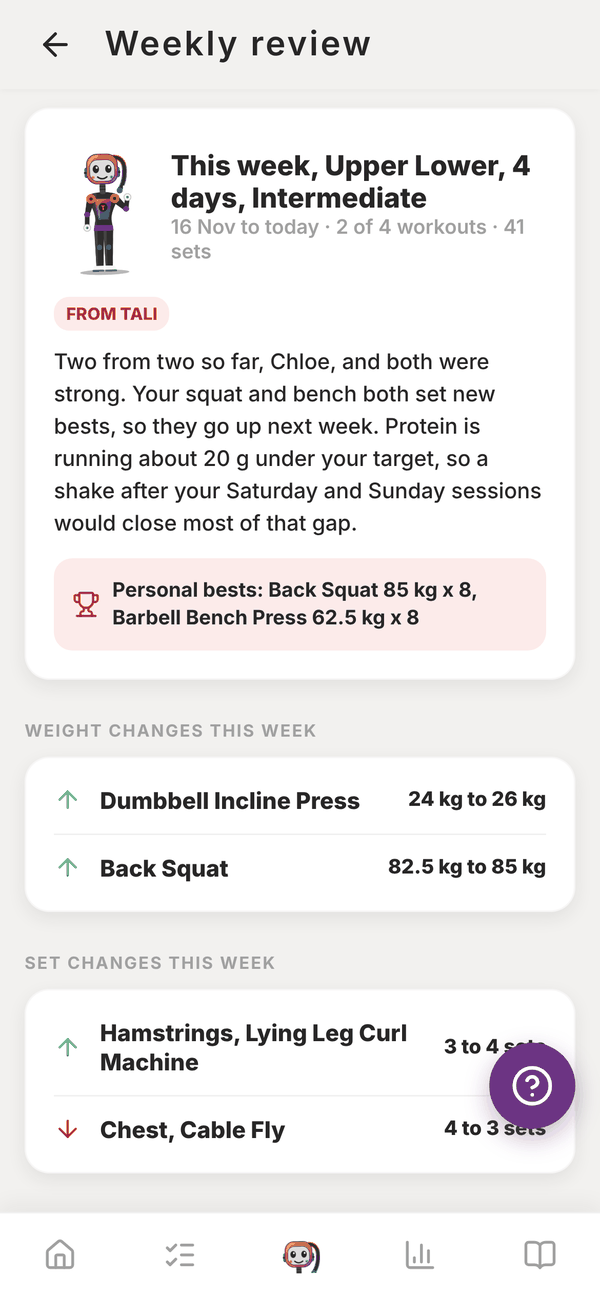 Weekly review
This week, Upper Lower, 4
days, Intermediate
16 Nov to today · 2 of 4 workouts · 41
sets
FROM TALI
Two from two so far, Chloe, and both were
strong. Your squat and bench both set new
bests, so they go up next week. Protein is
running about 20 g under your target, so a
shake after your Saturday and Sunday sessions
would close most of that gap.
Personal bests: Back Squat 85 kg x 8,
Barbell Bench Press 62.5 kg x 8
WEIGHT CHANGES THIS WEEK
Dumbbell Incline Press 24 kg to 26 kg
Back Squat 82.5 kg to 85 kg
SET CHANGES THIS WEEK
Hamstrings, Lying Leg Curl
Machine
3 to 4 sets
Chest, Cable Fly 4 to 3 sets